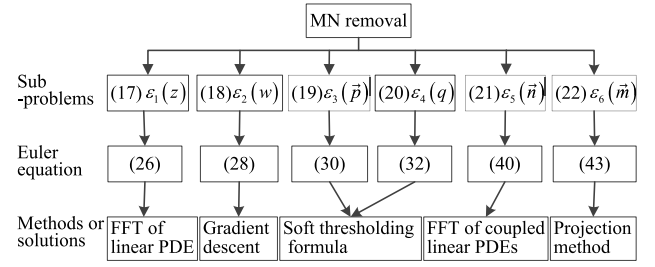 MN removal
Sub
-problems
(17) ε₁(z)
(18) ε₂(w)
(19) ε₃(p⃗)
(20) ε₄(q)
(21) ε₅(n⃗)
(22) ε₆(m⃗)
Euler
equation
(26)
(28)
(30)
(32)
(40)
(43)
Methods or
solutions
FFT of
linear PDE
Gradient
descent
Soft thresholding
formula
FFT of coupled
linear PDEs
Projection
method